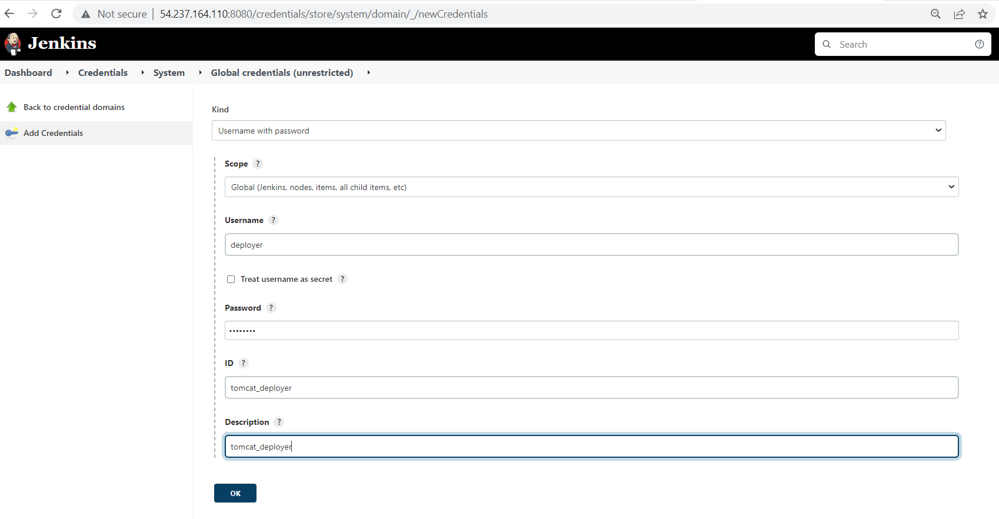 Not secure | 54.237.164.110:8080/credentials/store/system/domain/_/newCredentials
Jenkins
Search ?
Dashboard Credentials System Global credentials (unrestricted)
Back to credential domains
Add Credentials
Kind
Username with password
Scope ?
Global (Jenkins, nodes, items, all child items, etc)
Username ?
deployer
Treat username as secret ?
Password ?
••••••••
ID ?
tomcat_deployer
Description ?
tomcat_deployer
OK